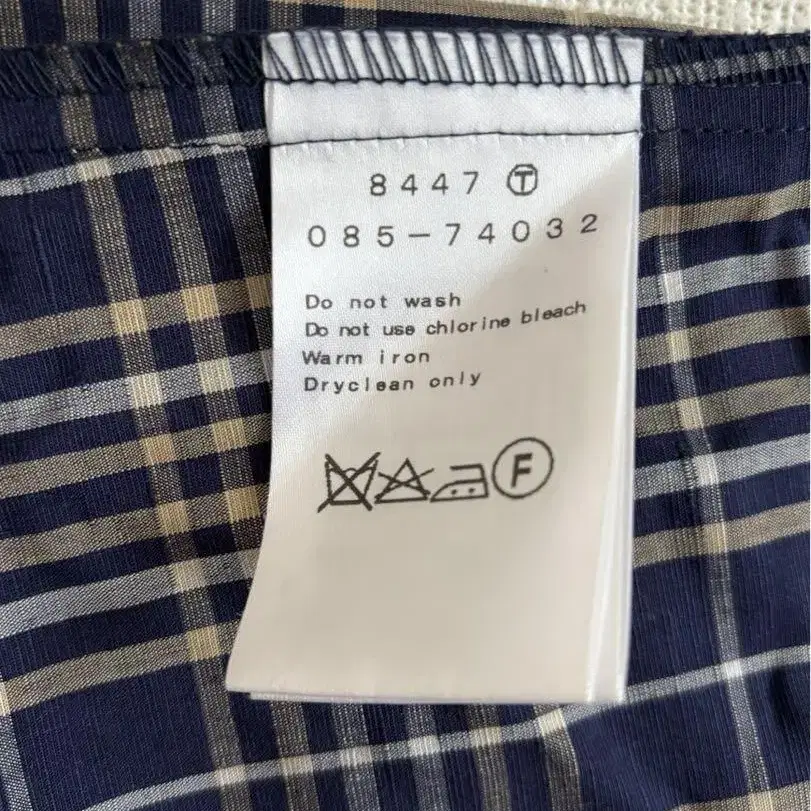 8447 Ⓣ
085-74032
Do not wash
Do not use chlorine bleach
Warm iron
Dryclean only
F